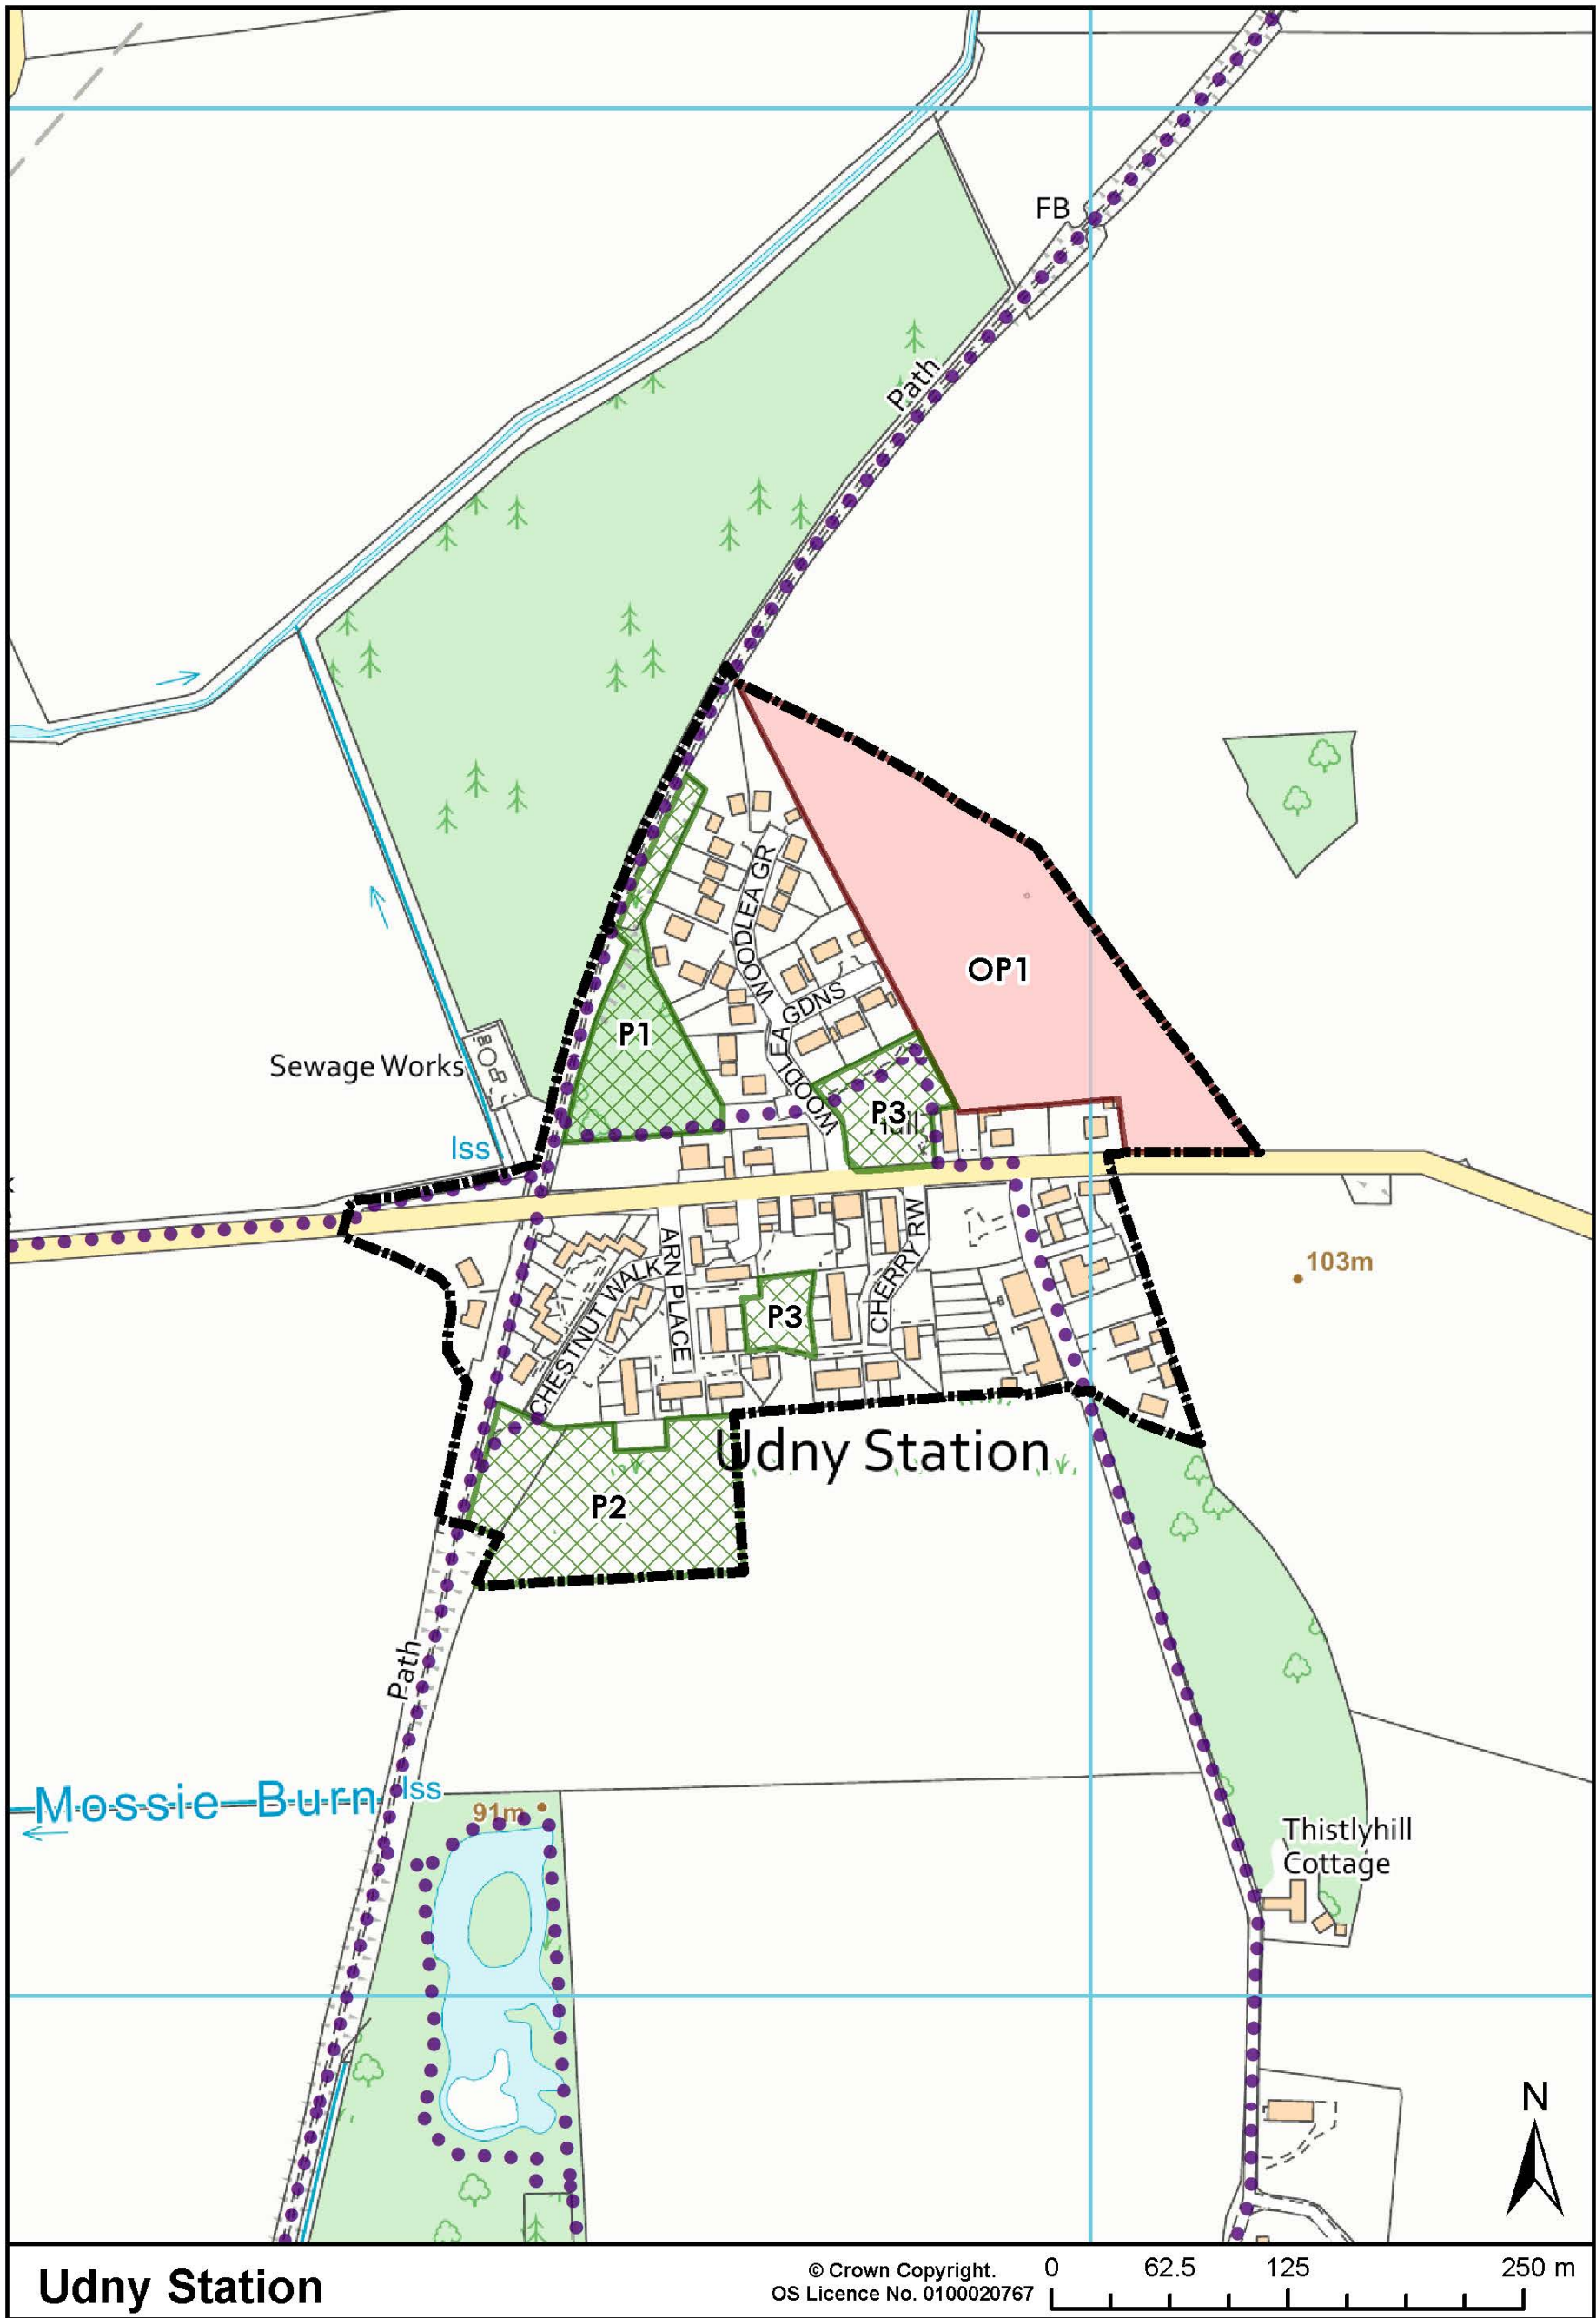 FB
Path
WOODLEA GR
OP1
WOODLEA GDNS
P1
Sewage Works
P3
Hall
Iss
ARN PLACE
CHERRY RW
CHESTNUT WALK
P3
103m
Udny Station
P2
Path
Mossie Burn
Iss
91m
Thistlyhill
Cottage
N
Udny Station
© Crown Copyright.
OS Licence No. 0100020767
0 62.5 125 250 m